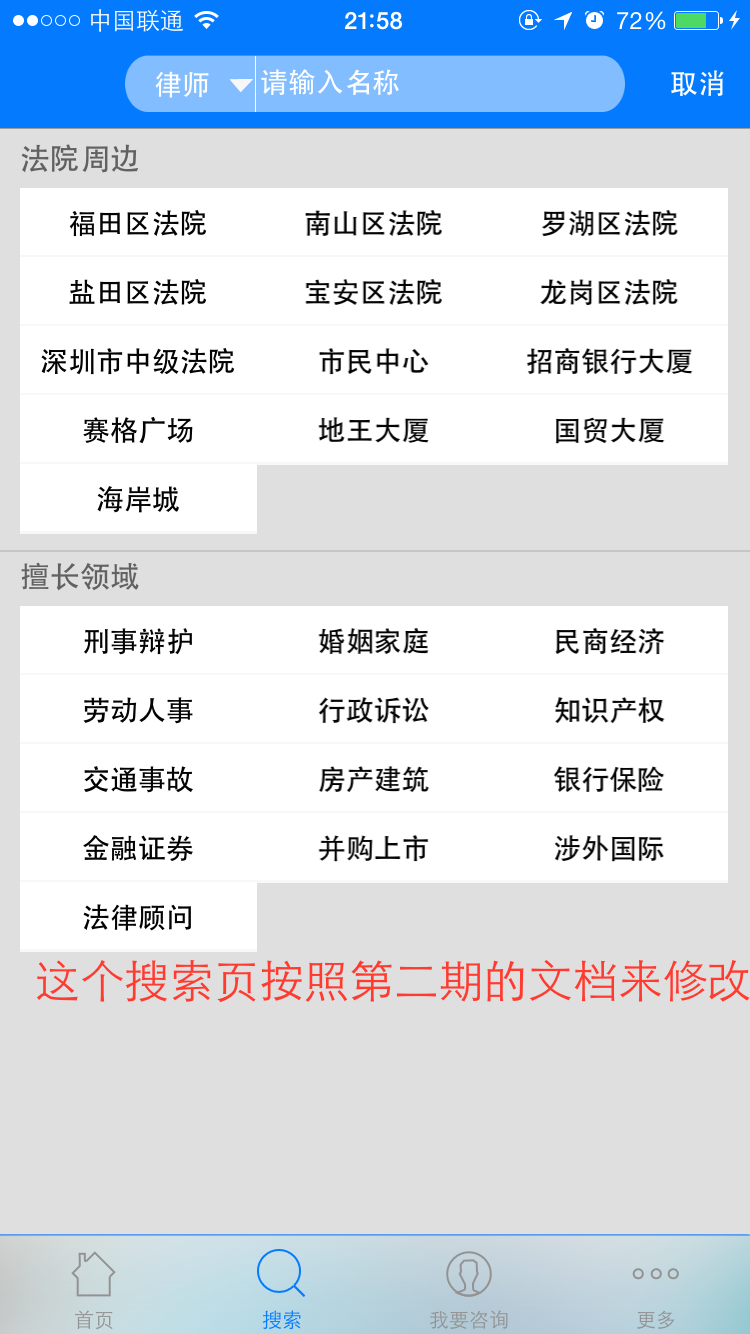 中国联通 21:58 72%
律师 请输入名称 取消
法院周边
福田区法院 南山区法院 罗湖区法院
盐田区法院 宝安区法院 龙岗区法院
深圳市中级法院 市民中心 招商银行大厦
赛格广场 地王大厦 国贸大厦
海岸城
擅长领域
刑事辩护 婚姻家庭 民商经济
劳动人事 行政诉讼 知识产权
交通事故 房产建筑 银行保险
金融证券 并购上市 涉外国际
法律顾问
这个搜索页按照第二期的文档来修改
首页 搜索 我要咨询 更多